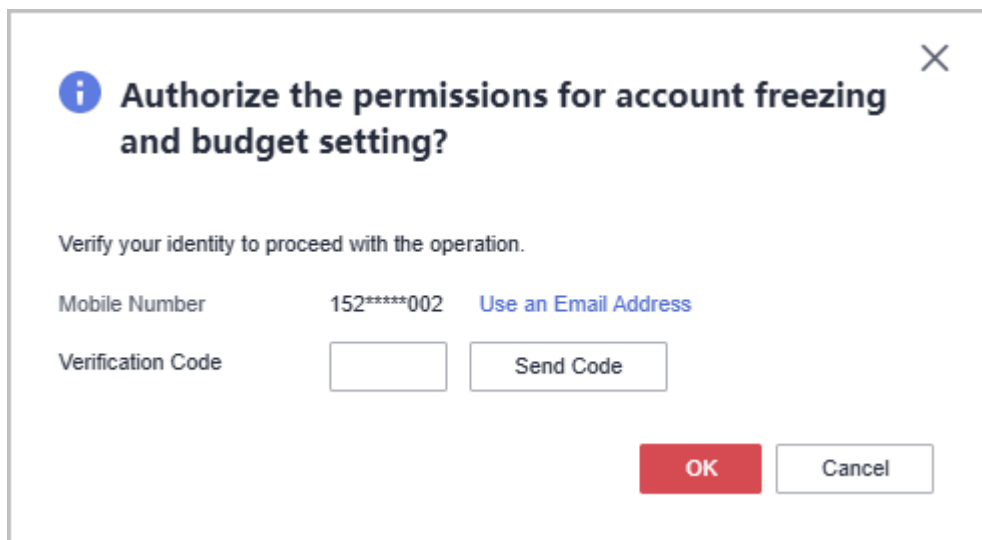 Authorize the permissions for account freezing
and budget setting?
Verify your identity to proceed with the operation.
Mobile Number 152*****002 Use an Email Address
Verification Code Send Code
OK Cancel